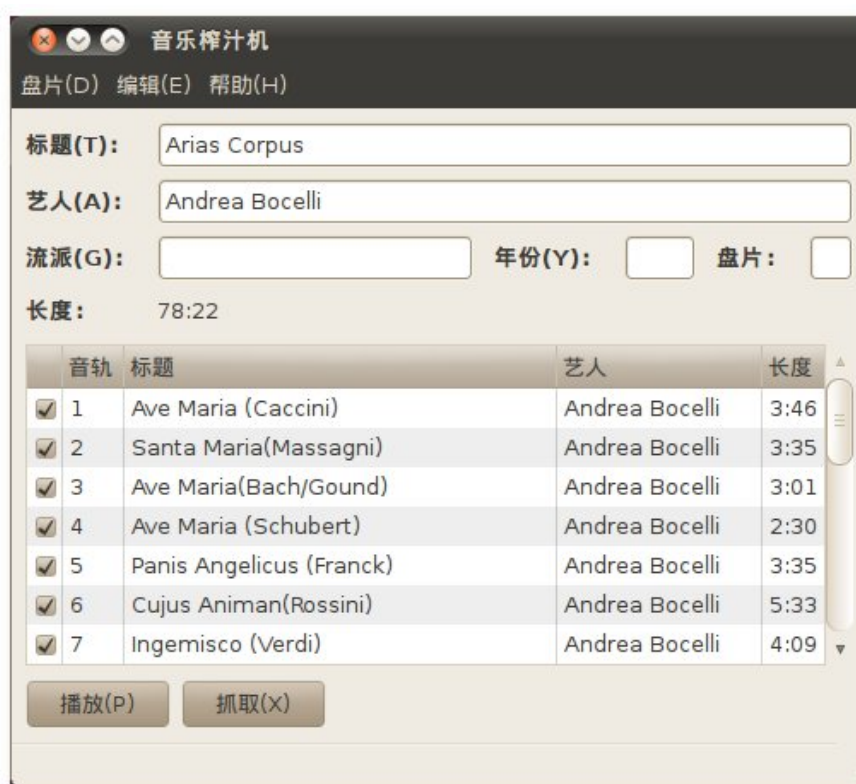 音乐榨汁机
盘片(D) 编辑(E) 帮助(H)
标题(T): Arias Corpus
艺人(A): Andrea Bocelli
流派(G): 年份(Y): 盘片:
长度: 78:22
音轨 标题 艺人 长度
1 Ave Maria (Caccini) Andrea Bocelli 3:46
2 Santa Maria(Massagni) Andrea Bocelli 3:35
3 Ave Maria(Bach/Gound) Andrea Bocelli 3:01
4 Ave Maria (Schubert) Andrea Bocelli 2:30
5 Panis Angelicus (Franck) Andrea Bocelli 3:35
6 Cujus Animan(Rossini) Andrea Bocelli 5:33
7 Ingemisco (Verdi) Andrea Bocelli 4:09
播放(P) 抓取(X)